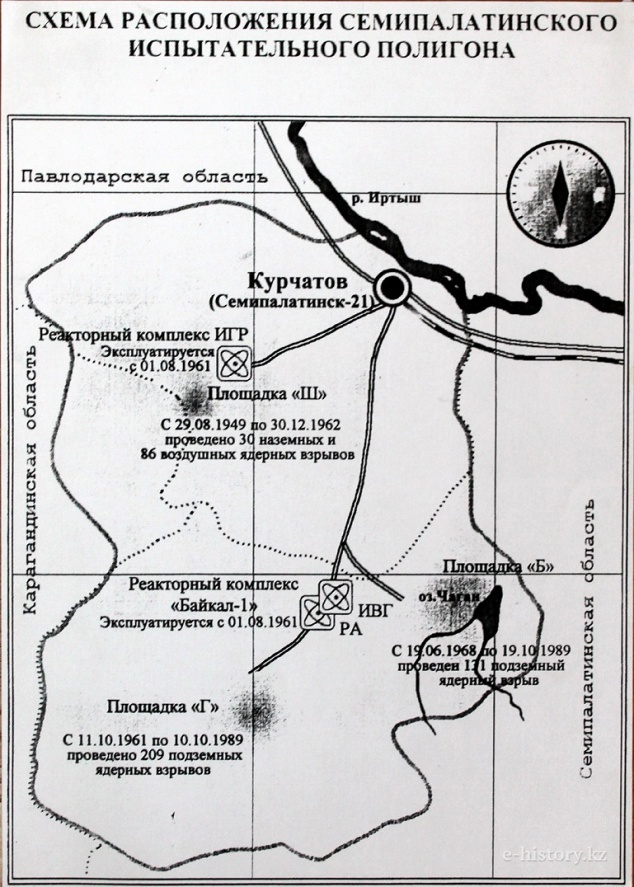 СХЕМА РАСПОЛОЖЕНИЯ СЕМИПАЛАТИНСКОГО
ИСПЫТАТЕЛЬНОГО ПОЛИГОНА
Павлодарская область
р. Иртыш
Курчатов
(Семипалатинск-21)
Реакторный комплекс ИГР
Эксплуатируется
с 01.08.1961
Площадка «Ш»
С 29.08.1949 по 30.12.1962
проведено 30 наземных и
86 воздушных ядерных взрывов
Карагандинская область
Площадка «Б»
оз. Чаган
Реакторный комплекс
«Байкал-1»
Эксплуатируется с 01.08.1961
ИВГ
РА
С 19.06.1968 по 19.10.1989
проведен 131 подземный
ядерный взрыв
Семипалатинская область
Площадка «Г»
С 11.10.1961 по 10.10.1989
проведено 209 подземных
ядерных взрывов
e-history.kz